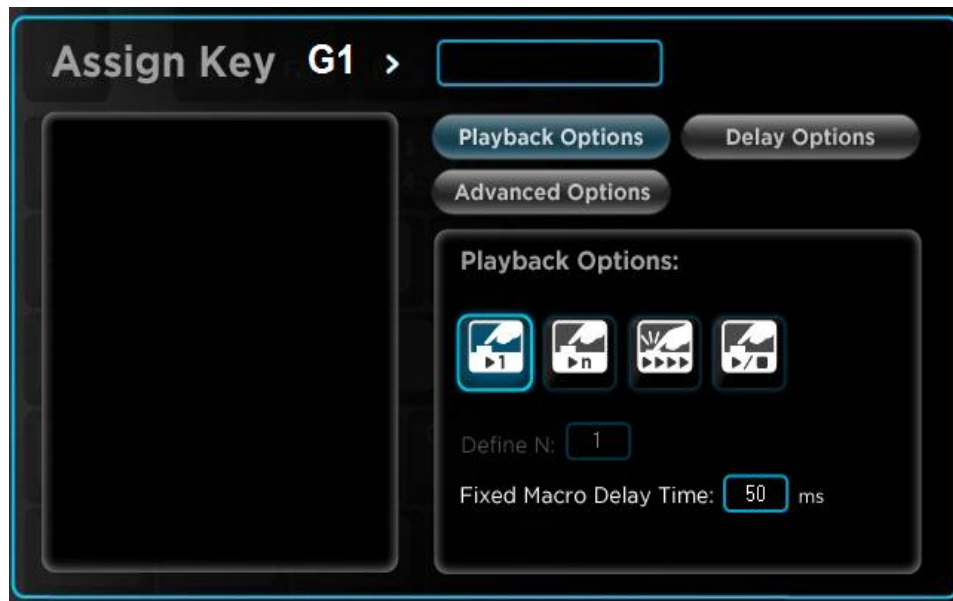 Assign Key G1 >
Playback Options Delay Options
Advanced Options
Playback Options:
▶1 ▶n ▶▶▶▶ ▶/■
Define N: 1
Fixed Macro Delay Time: 50 ms